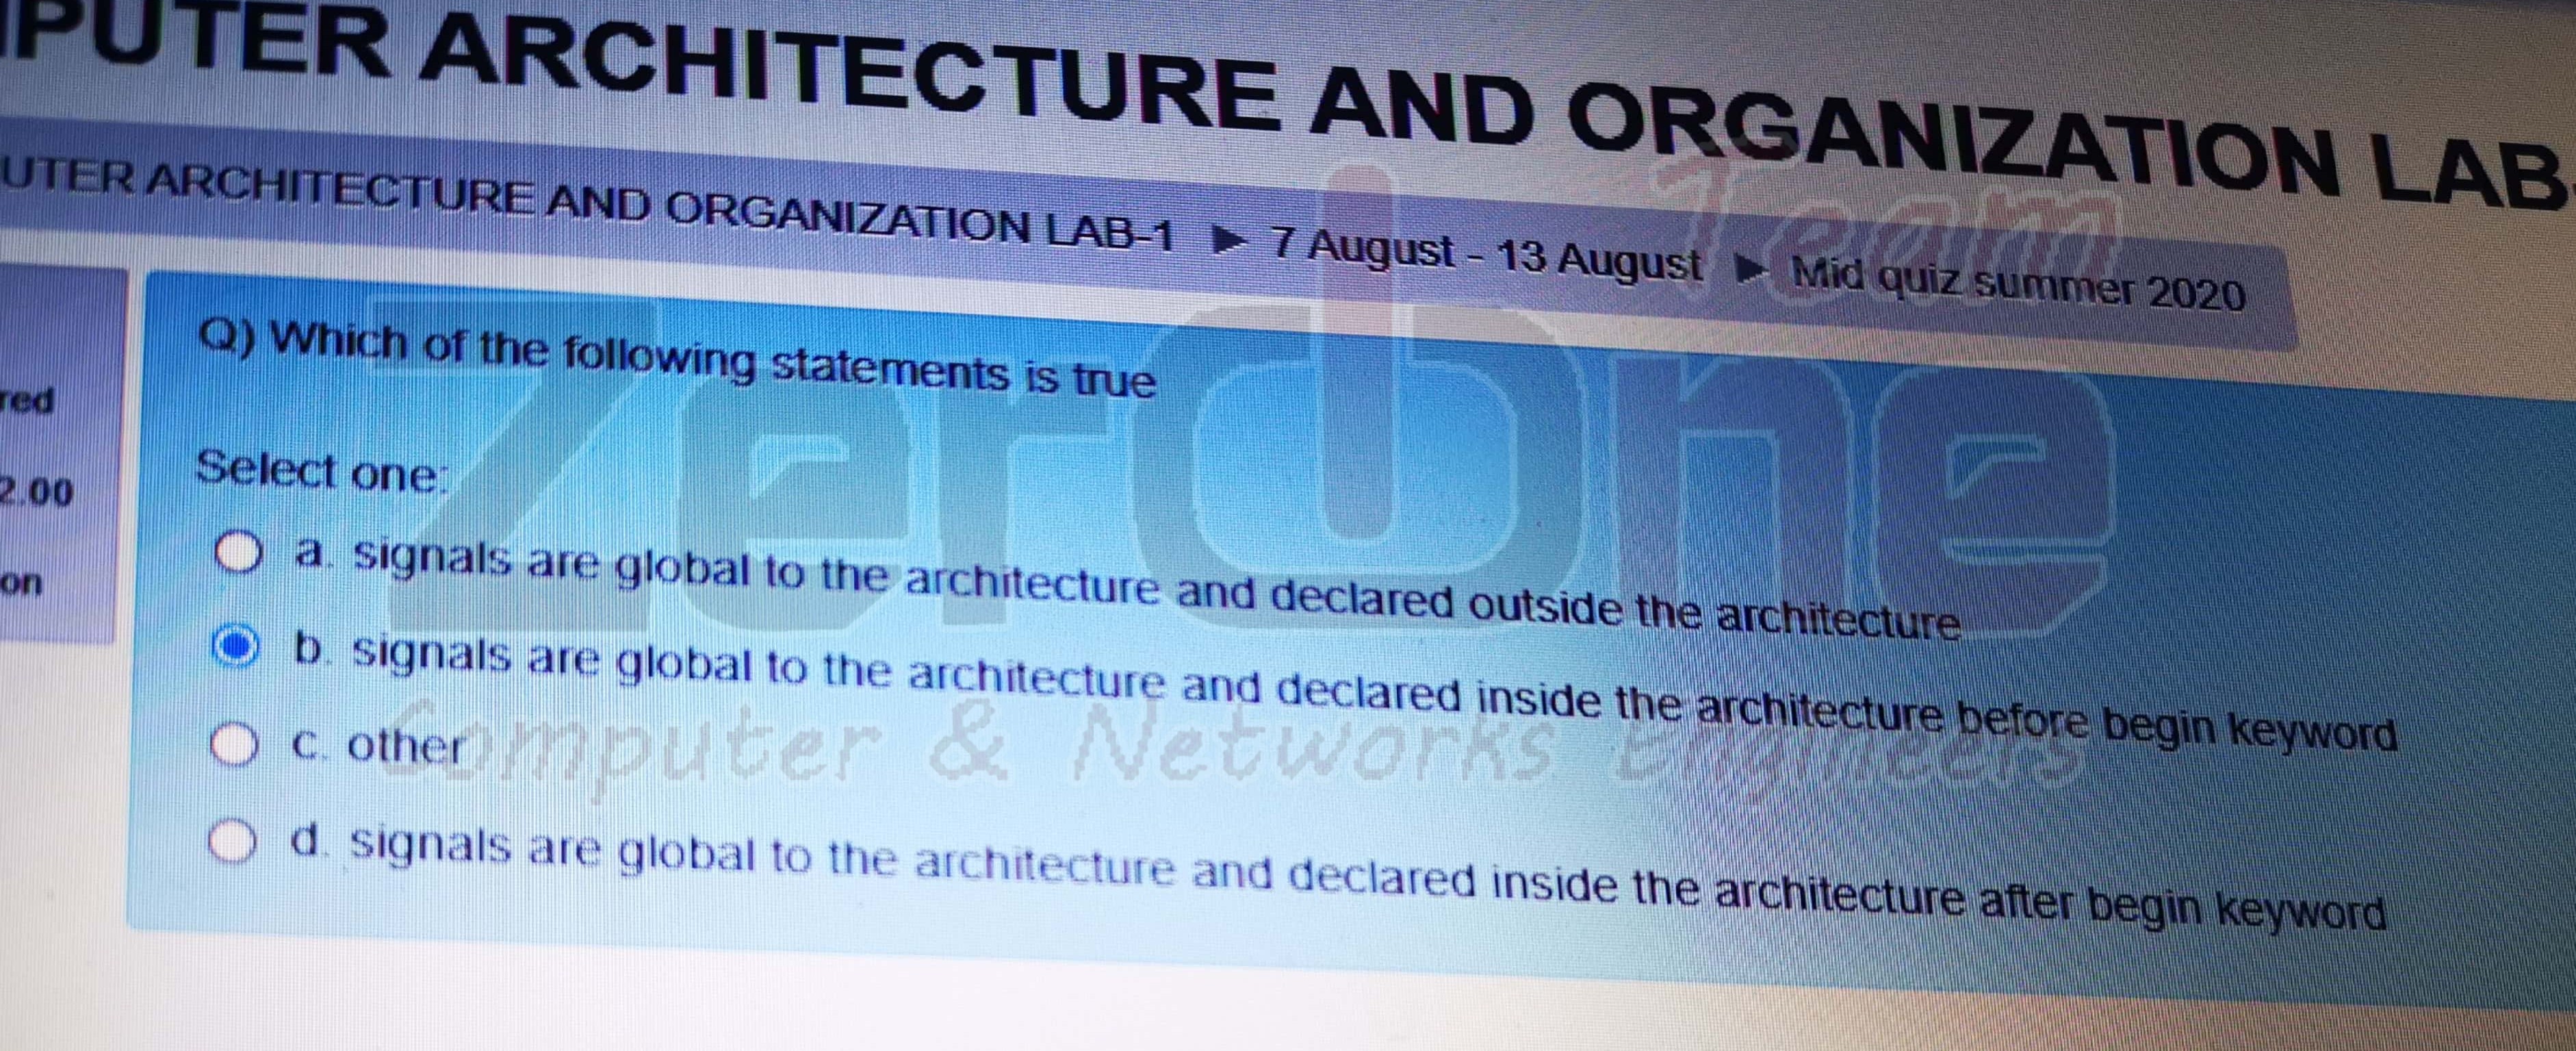 PUTER ARCHITECTURE AND ORGANIZATION LAB-
UTER ARCHITECTURE AND ORGANIZATION LAB-1 ► 7 August - 13 August ► Mid quiz summer 2020
red
2.00
on
Q) Which of the following statements is true
Select one:
a. signals are global to the architecture and declared outside the architecture
b. signals are global to the architecture and declared inside the architecture before begin keyword
c. other
d. signals are global to the architecture and declared inside the architecture after begin keyword
ZerOne Team
Computer & Networks Engineers